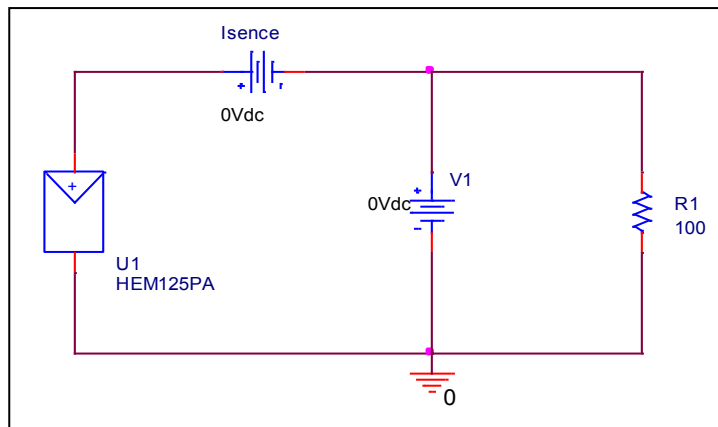 Isence
0Vdc
V1
0Vdc
R1
100
U1
HEM125PA
0